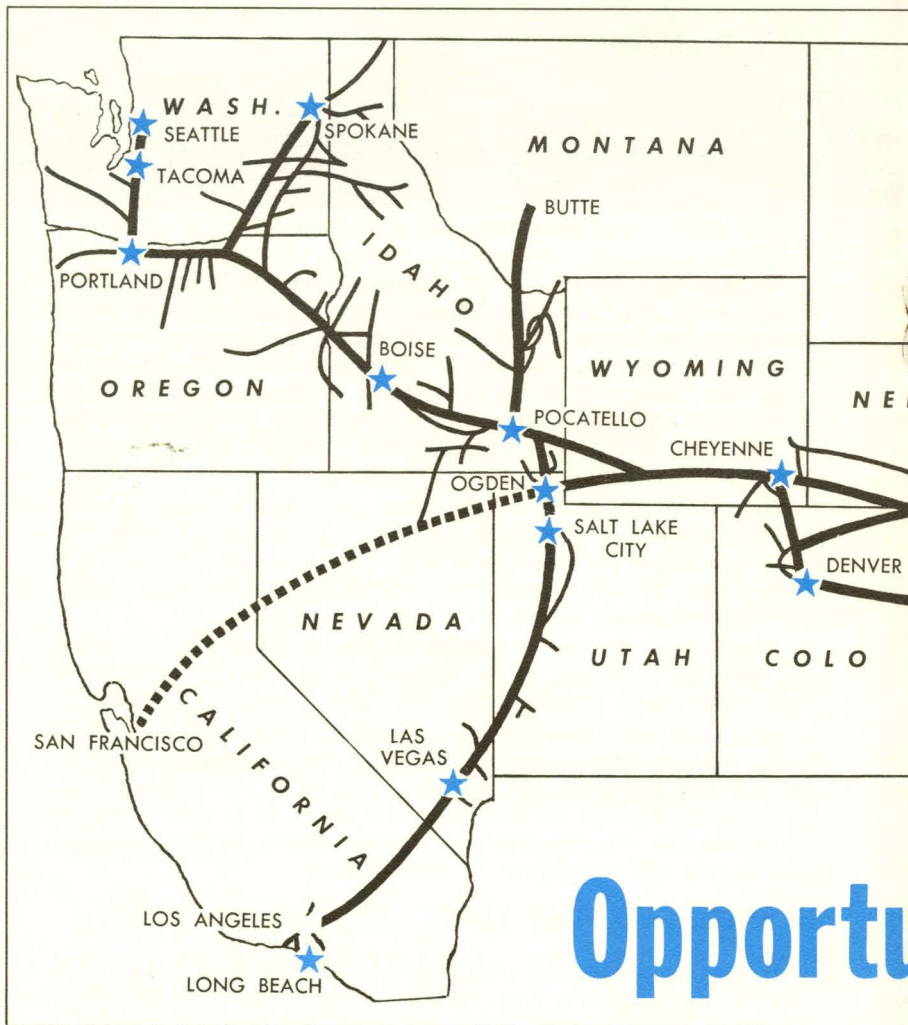 WASH.
SEATTLE
SPOKANE
TACOMA
MONTANA
BUTTE
IDAHO
PORTLAND
BOISE
WYOMING
OREGON
POCATELLO
NE
CHEYENNE
OGDEN
SALT LAKE
CITY
DENVER
NEVADA
UTAH
COLO
CALIFORNIA
SAN FRANCISCO
LAS
VEGAS
LOS ANGELES
LONG BEACH
Opportu